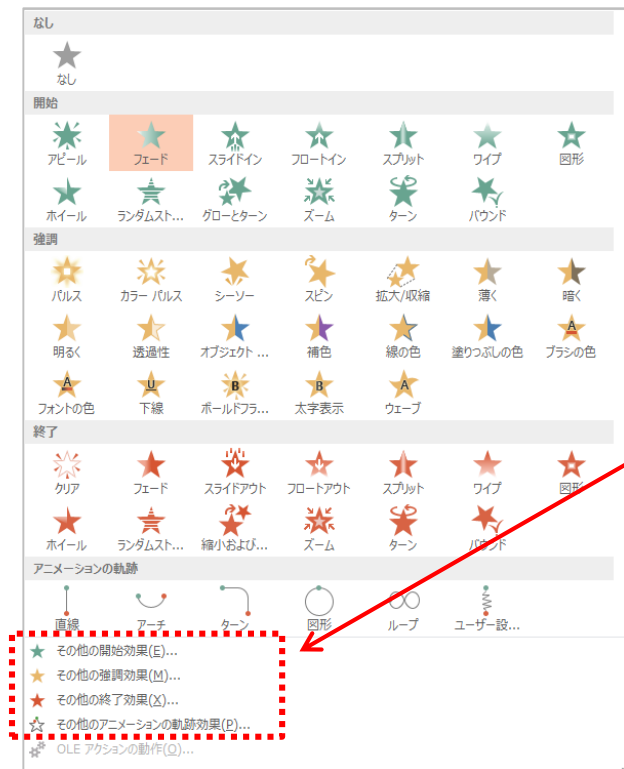 なし
なし
開始
アピール フェード スライドイン フロートイン スプリット ワイプ 図形
ホイール ランダムスト... グローとターン ズーム ターン バウンド
強調
パルス カラー パルス シーソー スピン 拡大/収縮 薄く 暗く
明るく 透過性 オブジェクト ... 補色 線の色 塗りつぶしの色 ブラシの色
フォントの色 下線 ボールドフラ... 太字表示 ウェーブ
終了
クリア フェード スライドアウト フロートアウト スプリット ワイプ 図形
ホイール ランダムスト... 縮小および... ズーム ターン バウンド
アニメーションの軌跡
直線 アーチ ターン 図形 ループ ユーザー設...
その他の開始効果(E)...
その他の強調効果(M)...
その他の終了効果(X)...
その他のアニメーションの軌跡効果(P)...
OLE アクションの動作(O)...